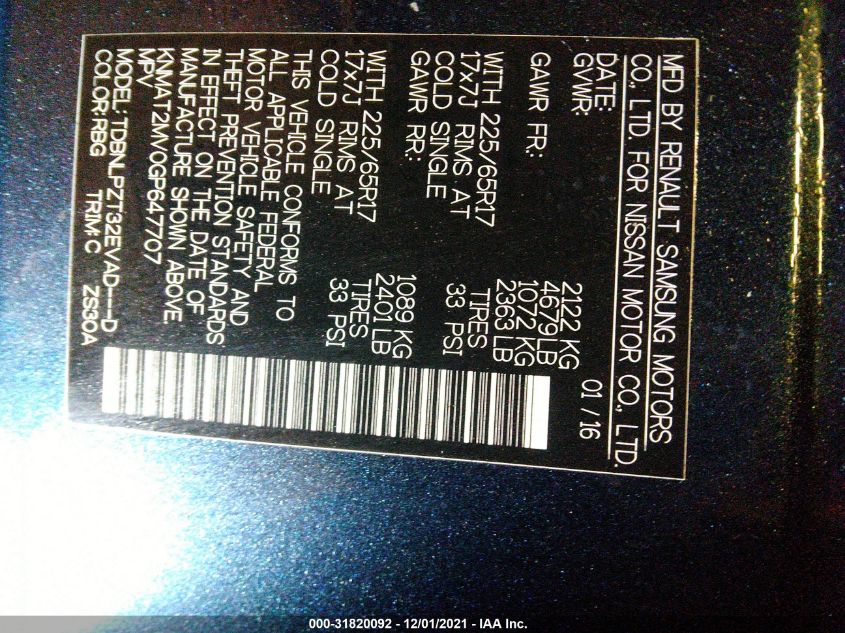 MFD BY RENAULT SAMSUNG MOTORS
CO., LTD. FOR NISSAN MOTOR CO., LTD.
DATE: 01/16
GVWR: 2122 KG
4679LB
GAWR FR: 1072 KG
2363 LB
WITH 225/65R17 TIRES
17x7J RIMS AT 33 PSI
COLD SINGLE
GAWR RR: 1089 KG
2401 LB
WITH 225/65R17 TIRES
17x7J RIMS AT 33 PSI
COLD SINGLE
THIS VEHICLE CONFORMS TO
ALL APPLICABLE FEDERAL
MOTOR VEHICLE SAFETY AND
THEFT PREVENTION STANDARDS
IN EFFECT ON THE DATE OF
MANUFACTURE SHOWN ABOVE.
KNMAT2MV0GP647707
MPV
MODEL: TDBNLPZT32EVAD---D
COLOR: RBG TRIM: C ZS30A
000-31820092 - 12/01/2021 - IAA Inc.